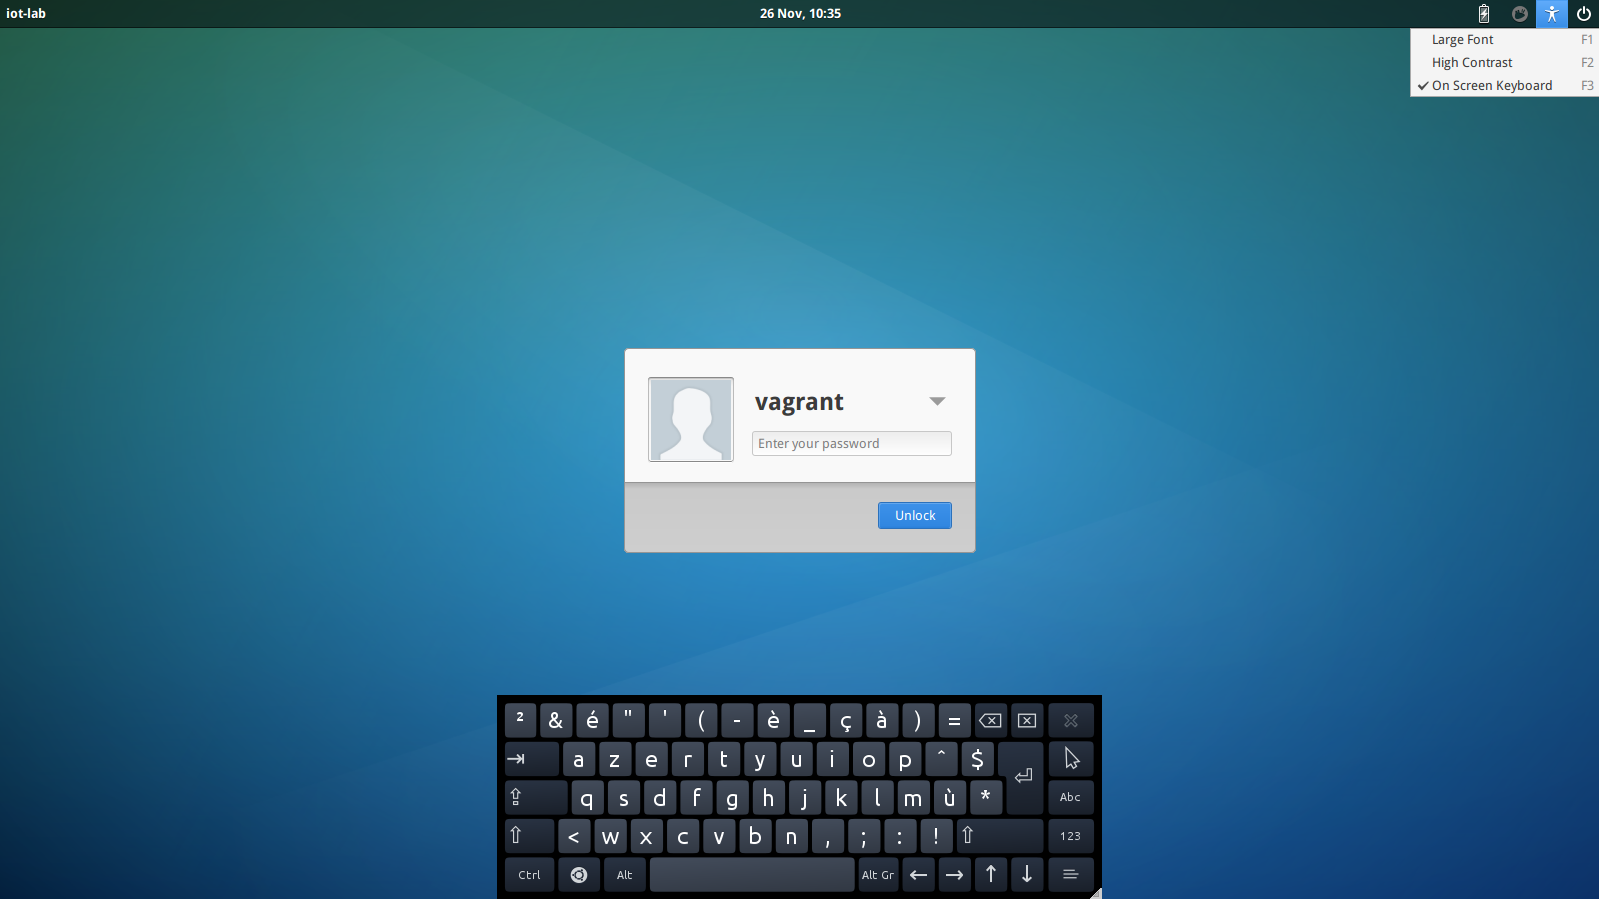 iot-lab
26 Nov, 10:35
Large Font F1
High Contrast F2
On Screen Keyboard F3
vagrant
Enter your password
Unlock
² & é " ' ( - è _ ç à ) =
a z e r t y u i o p ^ $
q s d f g h j k l m ù * Abc
< w x c v b n , ; : ! 123
Ctrl Alt Alt Gr